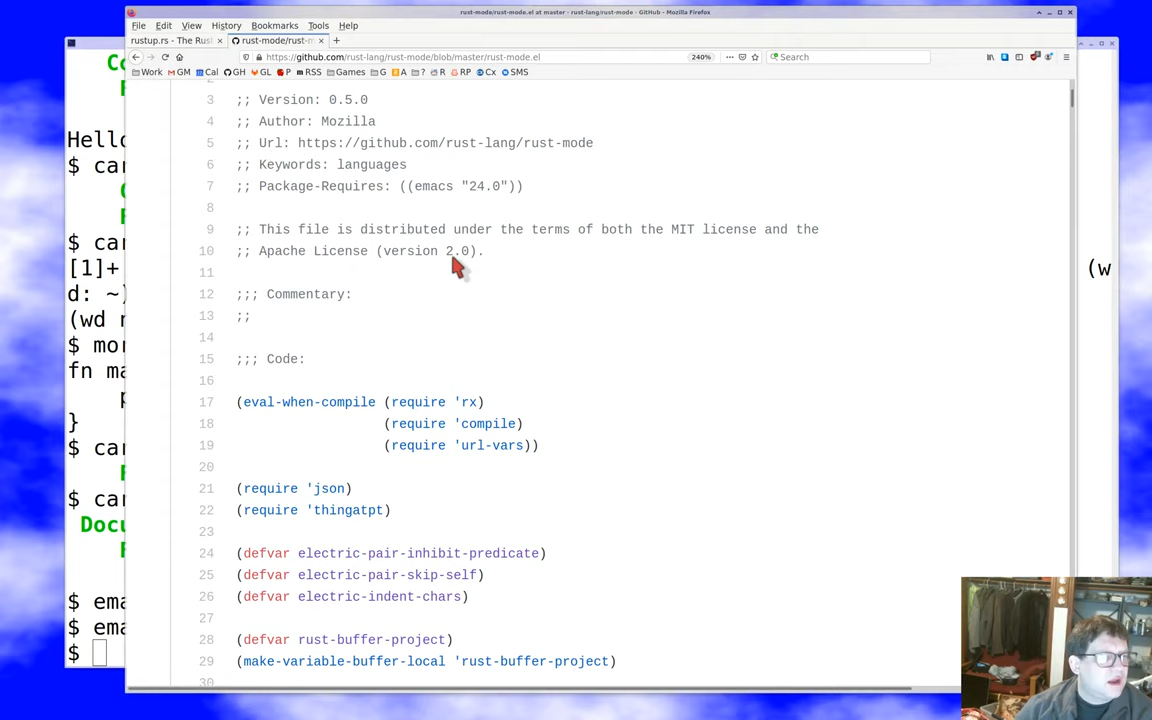 rust-mode/rust-mode.el at master · rust-lang/rust-mode · GitHub - Mozilla Firefox
File Edit View History Bookmarks Tools Help
rustup.rs - The Rus × rust-mode/rust-m × +
https://github.com/rust-lang/rust-mode/blob/master/rust-mode.el 240% Search
Work GM Cal GH GL P RSS Games G A ? R RP Cx SMS
3 ;; Version: 0.5.0
4 ;; Author: Mozilla
5 ;; Url: https://github.com/rust-lang/rust-mode
6 ;; Keywords: languages
7 ;; Package-Requires: ((emacs "24.0"))
8
9 ;; This file is distributed under the terms of both the MIT license and the
10 ;; Apache License (version 2.0).
11
12 ;;; Commentary:
13 ;;
14
15 ;;; Code:
16
17 (eval-when-compile (require 'rx)
18 (require 'compile)
19 (require 'url-vars))
20
21 (require 'json)
22 (require 'thingatpt)
23
24 (defvar electric-pair-inhibit-predicate)
25 (defvar electric-pair-skip-self)
26 (defvar electric-indent-chars)
27
28 (defvar rust-buffer-project)
29 (make-variable-buffer-local 'rust-buffer-project)
30
Co
Hello
$ car
$ car
[1]+ (w
d: ~)
(wd n
$ mor
fn ma
p
}
$ car
$ car
Docu
$ ema
$ ema
$